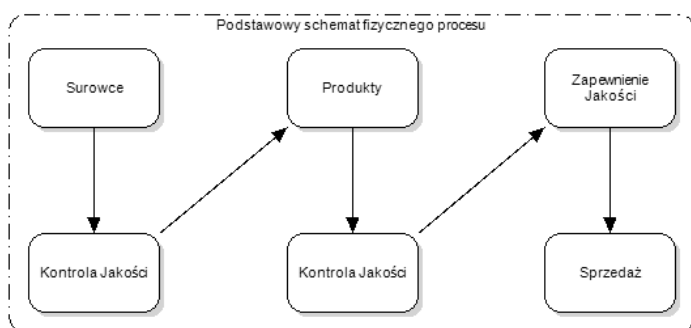 Podstawowy schemat fizycznego procesu
Surowce
Produkty
Zapewnienie
Jakości
Kontrola Jakości
Kontrola Jakości
Sprzedaż